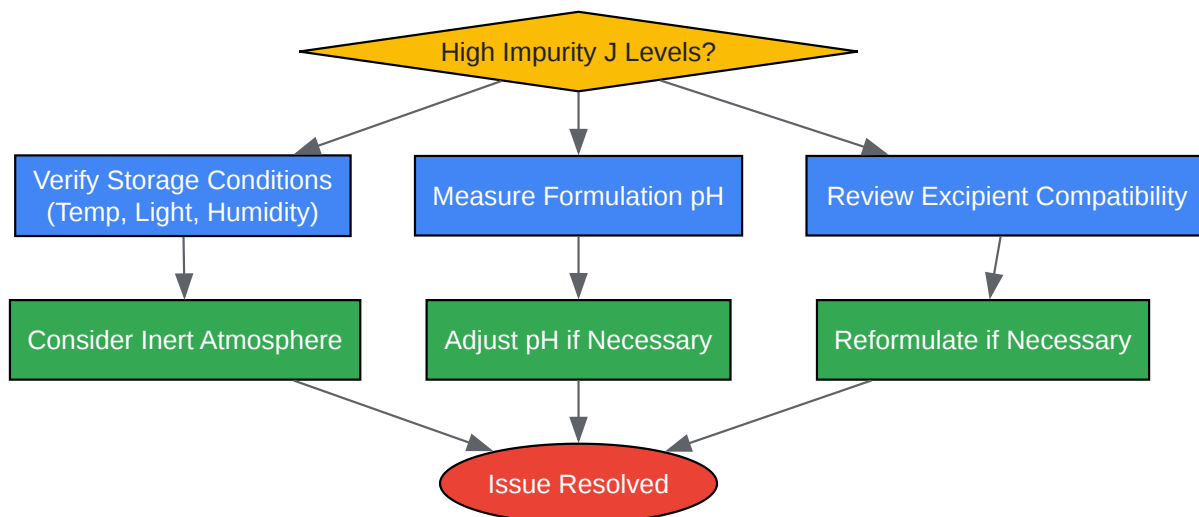 High Impurity J Levels?
Verify Storage Conditions
(Temp, Light, Humidity)
Measure Formulation pH
Review Excipient Compatibility
Consider Inert Atmosphere
Adjust pH if Necessary
Reformulate if Necessary
Issue Resolved